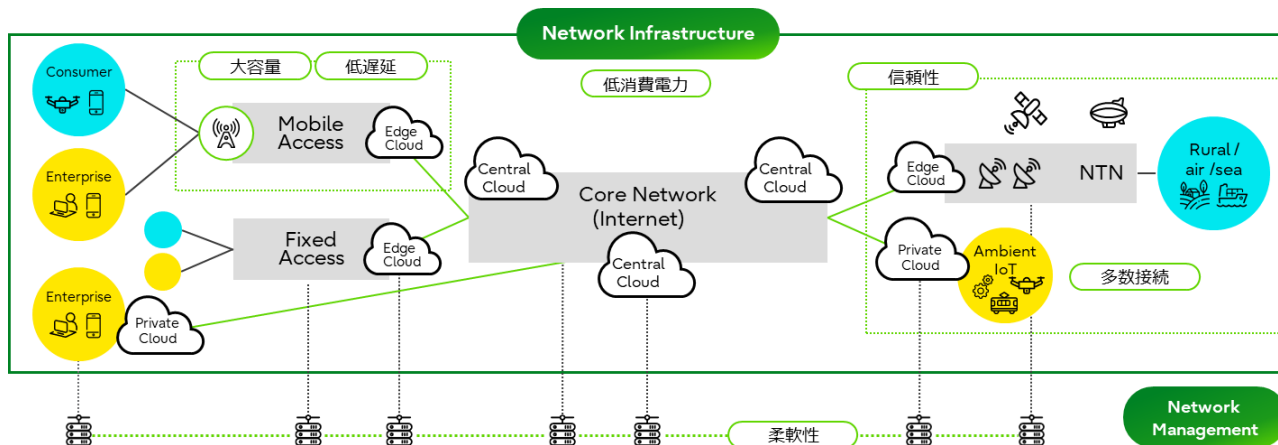 Network Infrastructure
大容量
低遅延
低消費電力
信頼性
Consumer
Mobile
Access
Edge
Cloud
Enterprise
Central
Cloud
Core Network
(Internet)
Central
Cloud
Edge
Cloud
NTN
Rural /
air /sea
Fixed
Access
Edge
Cloud
Central
Cloud
Private
Cloud
Ambient
IoT
多数接続
Enterprise
Private
Cloud
柔軟性
Network
Management